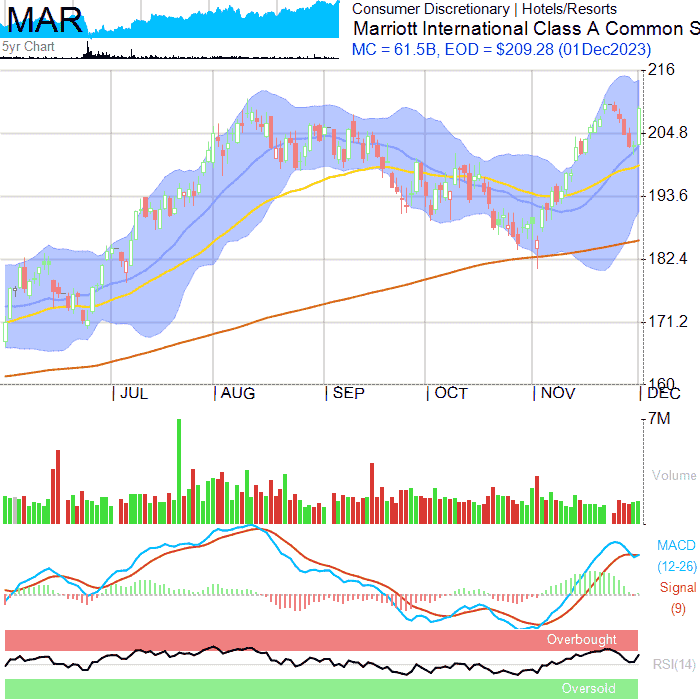 MAR
5yr Chart
Consumer Discretionary | Hotels/Resorts
Marriott International Class A Common S
MC = 61.5B, EOD = $209.28 (01Dec2023)
216
204.8
193.6
182.4
171.2
160
JUL AUG SEP OCT NOV DEC
7M
Volume
MACD
(12-26)
Signal
(9)
Overbought
RSI(14)
Oversold